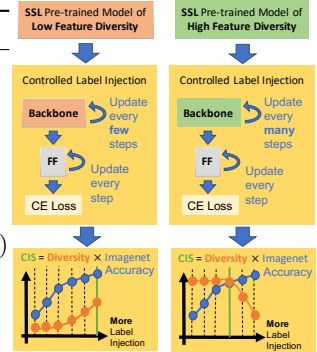 SSL Pre-trained Model of
Low Feature Diversity
Controlled Label Injection
Backbone
Update
every
few
steps
FF
Update
every
step
CE Loss
CIS = Diversity × Imagenet
Accuracy
More
Label
Injection
SSL Pre-trained Model of
High Feature Diversity
Controlled Label Injection
Backbone
Update
every
many
steps
FF
Update
every
step
CE Loss
CIS = Diversity × Imagenet
Accuracy
More
Label
Injection
)